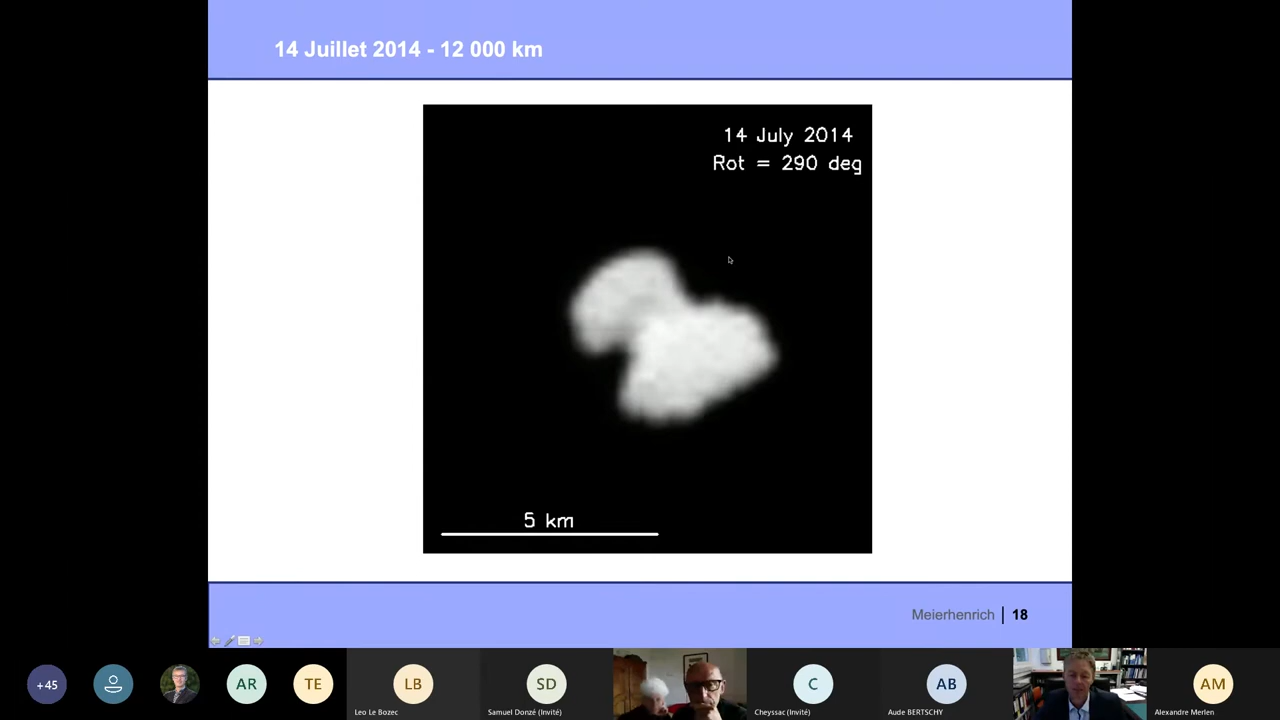 14 Juillet 2014 - 12 000 km
14 July 2014
Rot = 290 deg
5 km
Meierhenrich | 18
+45
AR
TE
LB
SD
C
AB
AM
Leo Le Bozec
Samuel Donzé (Invité)
Cheyssac (Invité)
Aude BERTSCHY
Alexandre Merlen